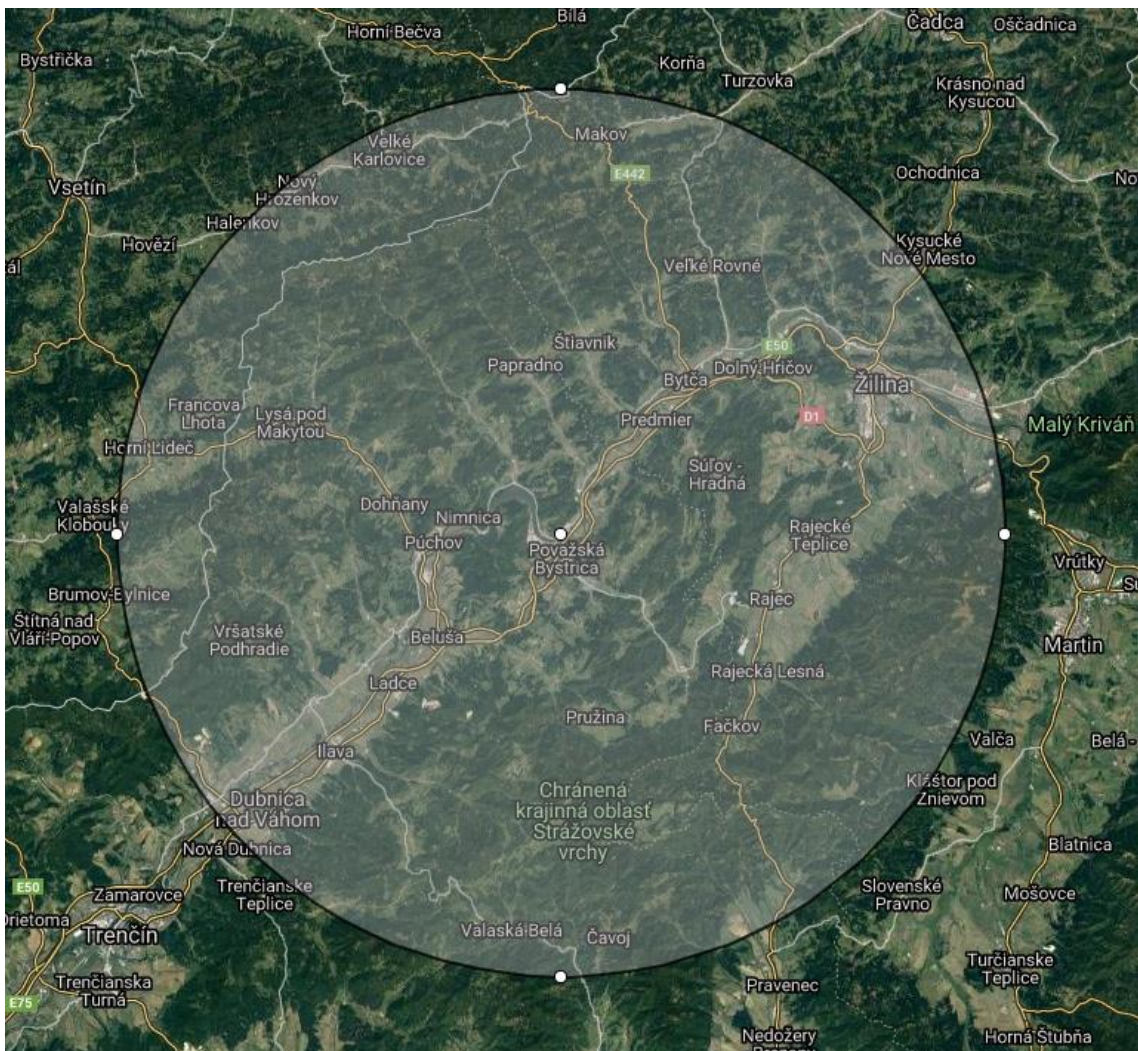 Bílá
Horní Bečva
Čadca
Oščadnica
Bystřička
Korňa
Turzovka
Krásno nad
Kysucou
Makov
Velké
Karlovice
E442
Ochodnica
Vsetín
Nový
Hrozenkov
No
Halenkov
Hovězí
Kysucké
Nové Mesto
tál
Veľké Rovné
Štiavnik
E50
Papradno
Dolný Hričov
Bytča
Žilina
Francova
Lhota
Lysá pod
Makytou
Predmier
D1
Malý Kriváň
Horní Lideč
Súľov -
Hradná
Valašské
Klobouky
Dohňany
Nimnica
Rajecké
Teplice
Púchov
Považská
Bystrica
Vrútky
Su
Brumov-Bylnice
Rajec
Štítná nad
Vláří-Popov
Vršatské
Podhradie
Beluša
Martin
Rajecká Lesná
Ladce
Pružina
Fačkov
Valča
Belá -
Ilava
Kláštor pod
Znievom
Dubnica
nad Váhom
Chránená
krajinná oblasť
Strážovské
vrchy
Nová Dubnica
Blatnica
E50
Zamarovce
Trenčianske
Teplice
Slovenské
Pravno
Mošovce
Drietoma
Trenčín
Valaská Belá
Čavoj
Turčianske
Teplice
Trenčianska
Turná
Pravenec
E75
Nedožery
Horná Štubňa